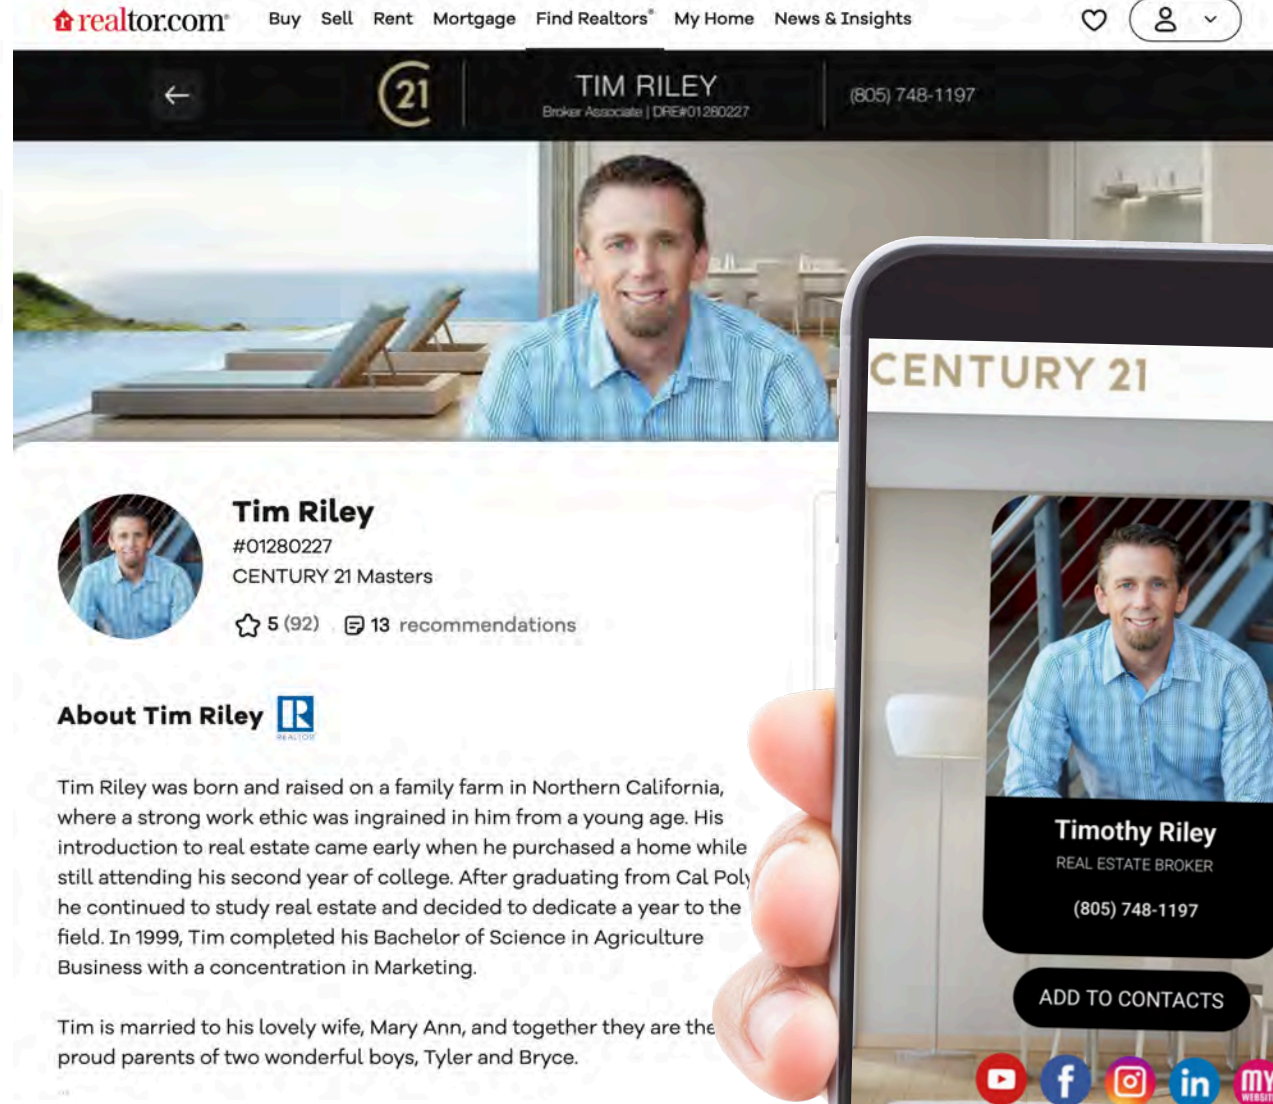 realtor.com®
Buy Sell Rent Mortgage Find Realtors® My Home News & Insights
21
TIM RILEY
Broker Associate | DRE#01280227
(805) 748-1197
CENTURY 21
Tim Riley
#01280227
CENTURY 21 Masters
5 (92) 13 recommendations
About Tim Riley
REALTOR
Tim Riley was born and raised on a family farm in Northern California,
where a strong work ethic was ingrained in him from a young age. His
introduction to real estate came early when he purchased a home while
still attending his second year of college. After graduating from Cal Poly
he continued to study real estate and decided to dedicate a year to the
field. In 1999, Tim completed his Bachelor of Science in Agriculture
Business with a concentration in Marketing.
Tim is married to his lovely wife, Mary Ann, and together they are the
proud parents of two wonderful boys, Tyler and Bryce.
Timothy Riley
REAL ESTATE BROKER
(805) 748-1197
ADD TO CONTACTS
f in MY
WEBSITE